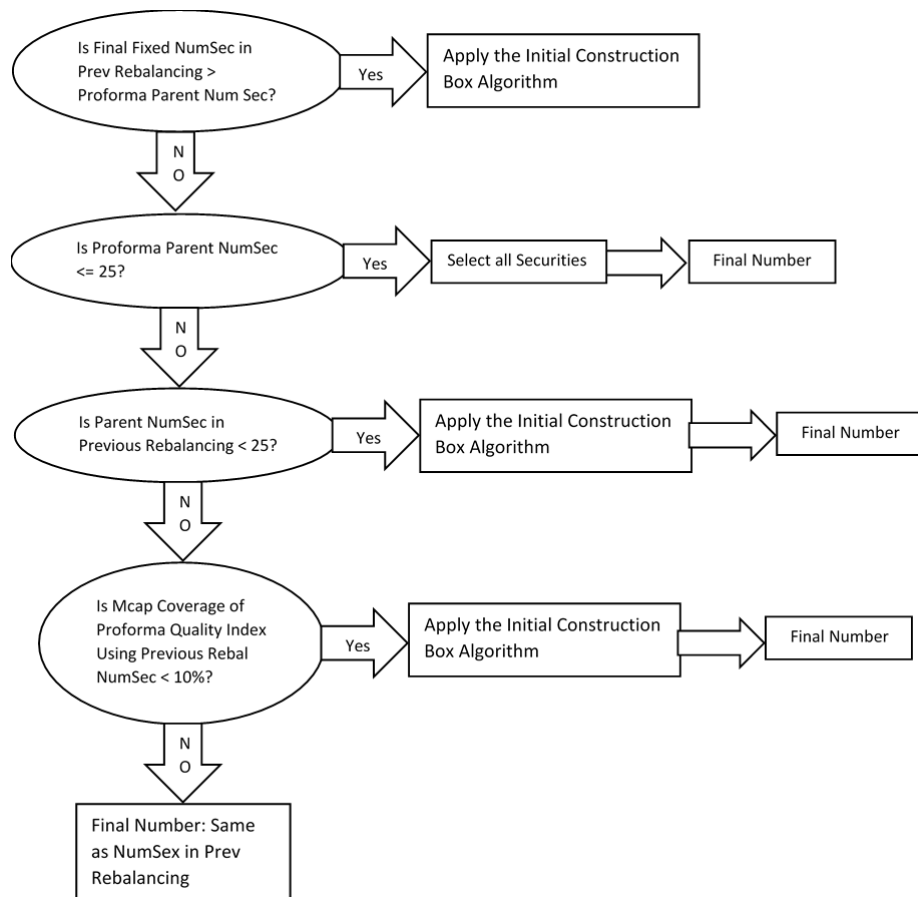 Is Final Fixed NumSec in
Prev Rebalancing >
Proforma Parent Num Sec?
Yes
Apply the Initial Construction
Box Algorithm
N
O
Is Proforma Parent NumSec
<= 25?
Yes
Select all Securities
Final Number
N
O
Is Parent NumSec in
Previous Rebalancing < 25?
Yes
Apply the Initial Construction
Box Algorithm
Final Number
N
O
Is Mcap Coverage of
Proforma Quality Index
Using Previous Rebal
NumSec < 10%?
Yes
Apply the Initial Construction
Box Algorithm
Final Number
N
O
Final Number: Same
as NumSex in Prev
Rebalancing